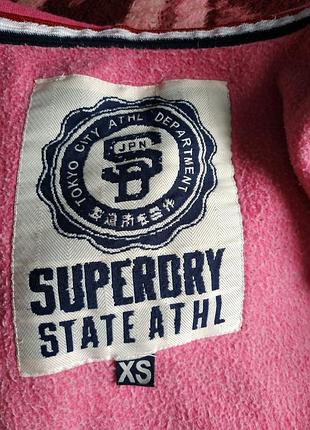 TOKYO CITY ATHL DEPARTMENT
JPN
SD
SUPERDRY
STATE ATHL
XS